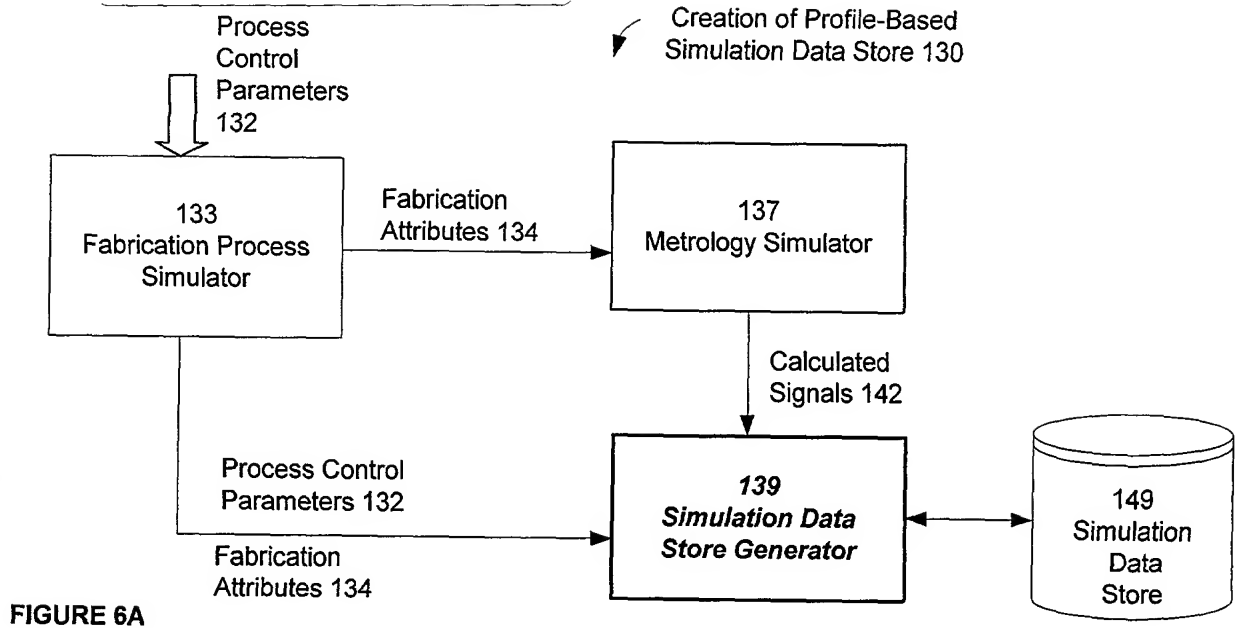 Process
Control
Parameters
132
Creation of Profile-Based
Simulation Data Store 130
133
Fabrication Process
Simulator
Fabrication
Attributes 134
137
Metrology Simulator
Calculated
Signals 142
Process Control
Parameters 132
Fabrication
Attributes 134
139
Simulation Data
Store Generator
149
Simulation
Data
Store
FIGURE 6A